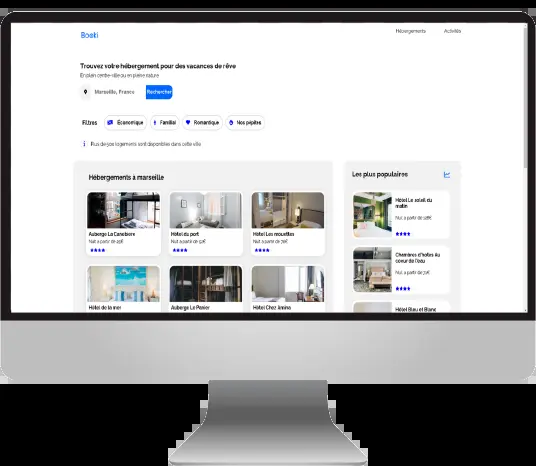 Booki
Hébergements
Activités
Trouvez votre hébergement pour des vacances de rêve
En plein centre-ville ou en pleine nature
Marseille, France
Rechercher
Filtres
Économique
Familial
Romantique
Nos pépites
Plus de 500 logements sont disponibles dans cette ville
Hébergements à marseille
Auberge La Canebière
Nuit à partir de 25€
Hôtel du port
Nuit à partir de 52€
Hôtel Les mouettes
Nuit à partir de 76€
Hôtel de la mer
Auberge Le Panier
Hôtel Chez Amina
Les plus populaires
Hôtel Le soleil du
matin
Nuit à partir de 128€
Chambres d'hôtes Au
coeur de l'eau
Nuit à partir de 71€
Hôtel Bleu et Blanc